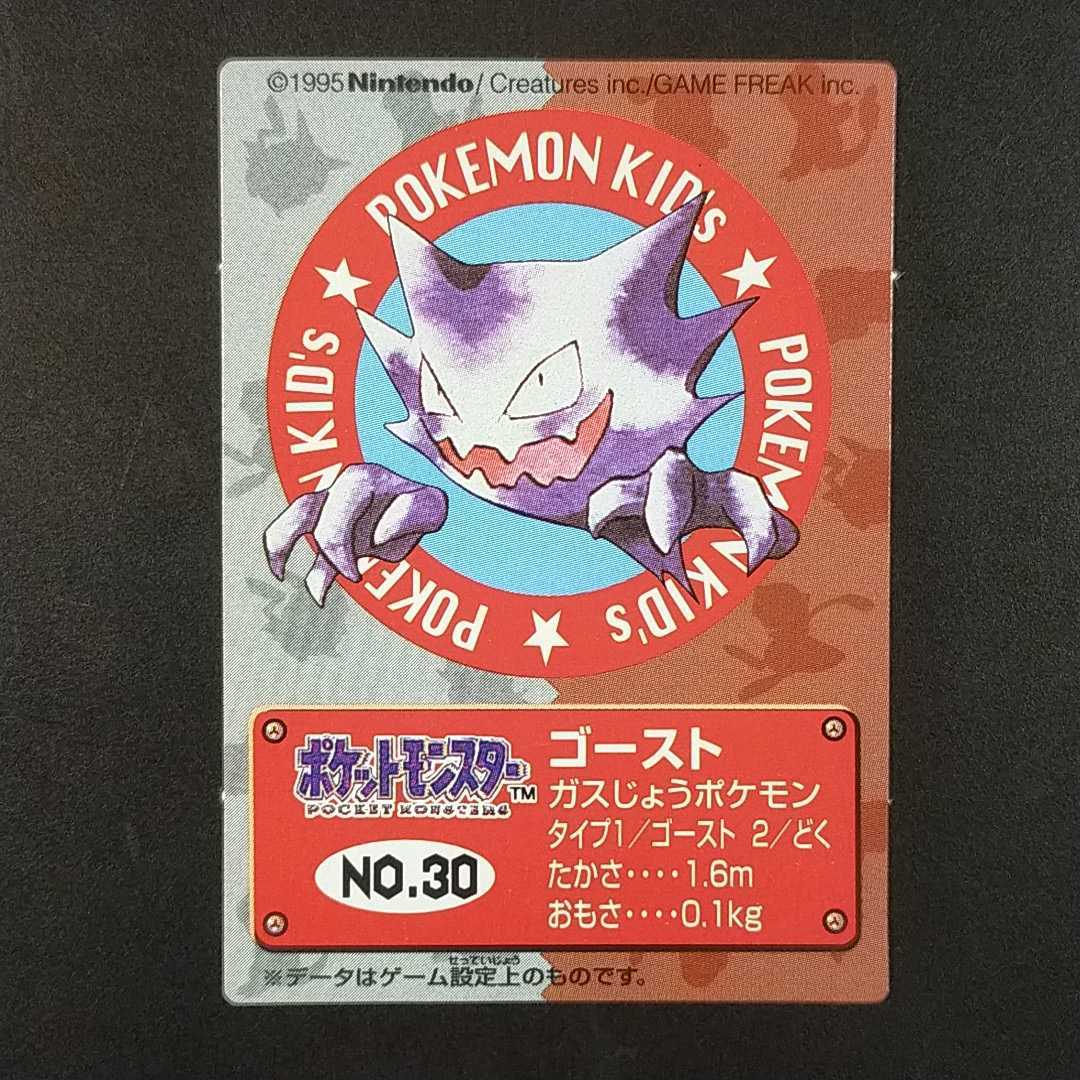 ©1995 Nintendo/Creatures inc./GAME FREAK inc.
POKEMON KID's
POKEMON KID's
POKEMON KID's
ポケットモンスター™
POCKET MONSTERS
NO.30
ゴースト
ガスじょうポケモン
タイプ1/ゴースト 2/どく
たかさ‥‥1.6m
おもさ‥‥0.1kg
せっていじょう
※データはゲーム設定上のものです。